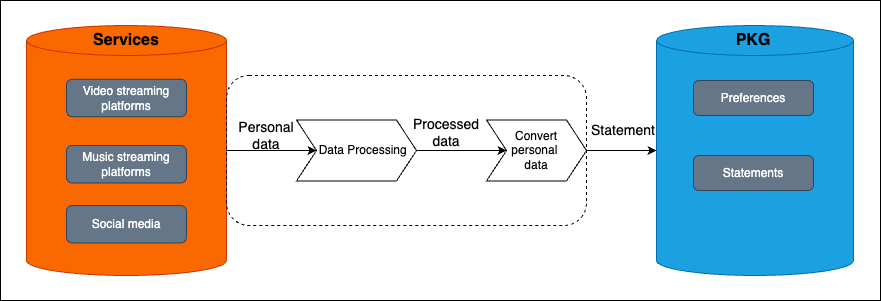 Services
Video streaming
platforms
Music streaming
platforms
Social media
Personal
data
Data Processing
Processed
data
Convert
personal
data
Statement
PKG
Preferences
Statements